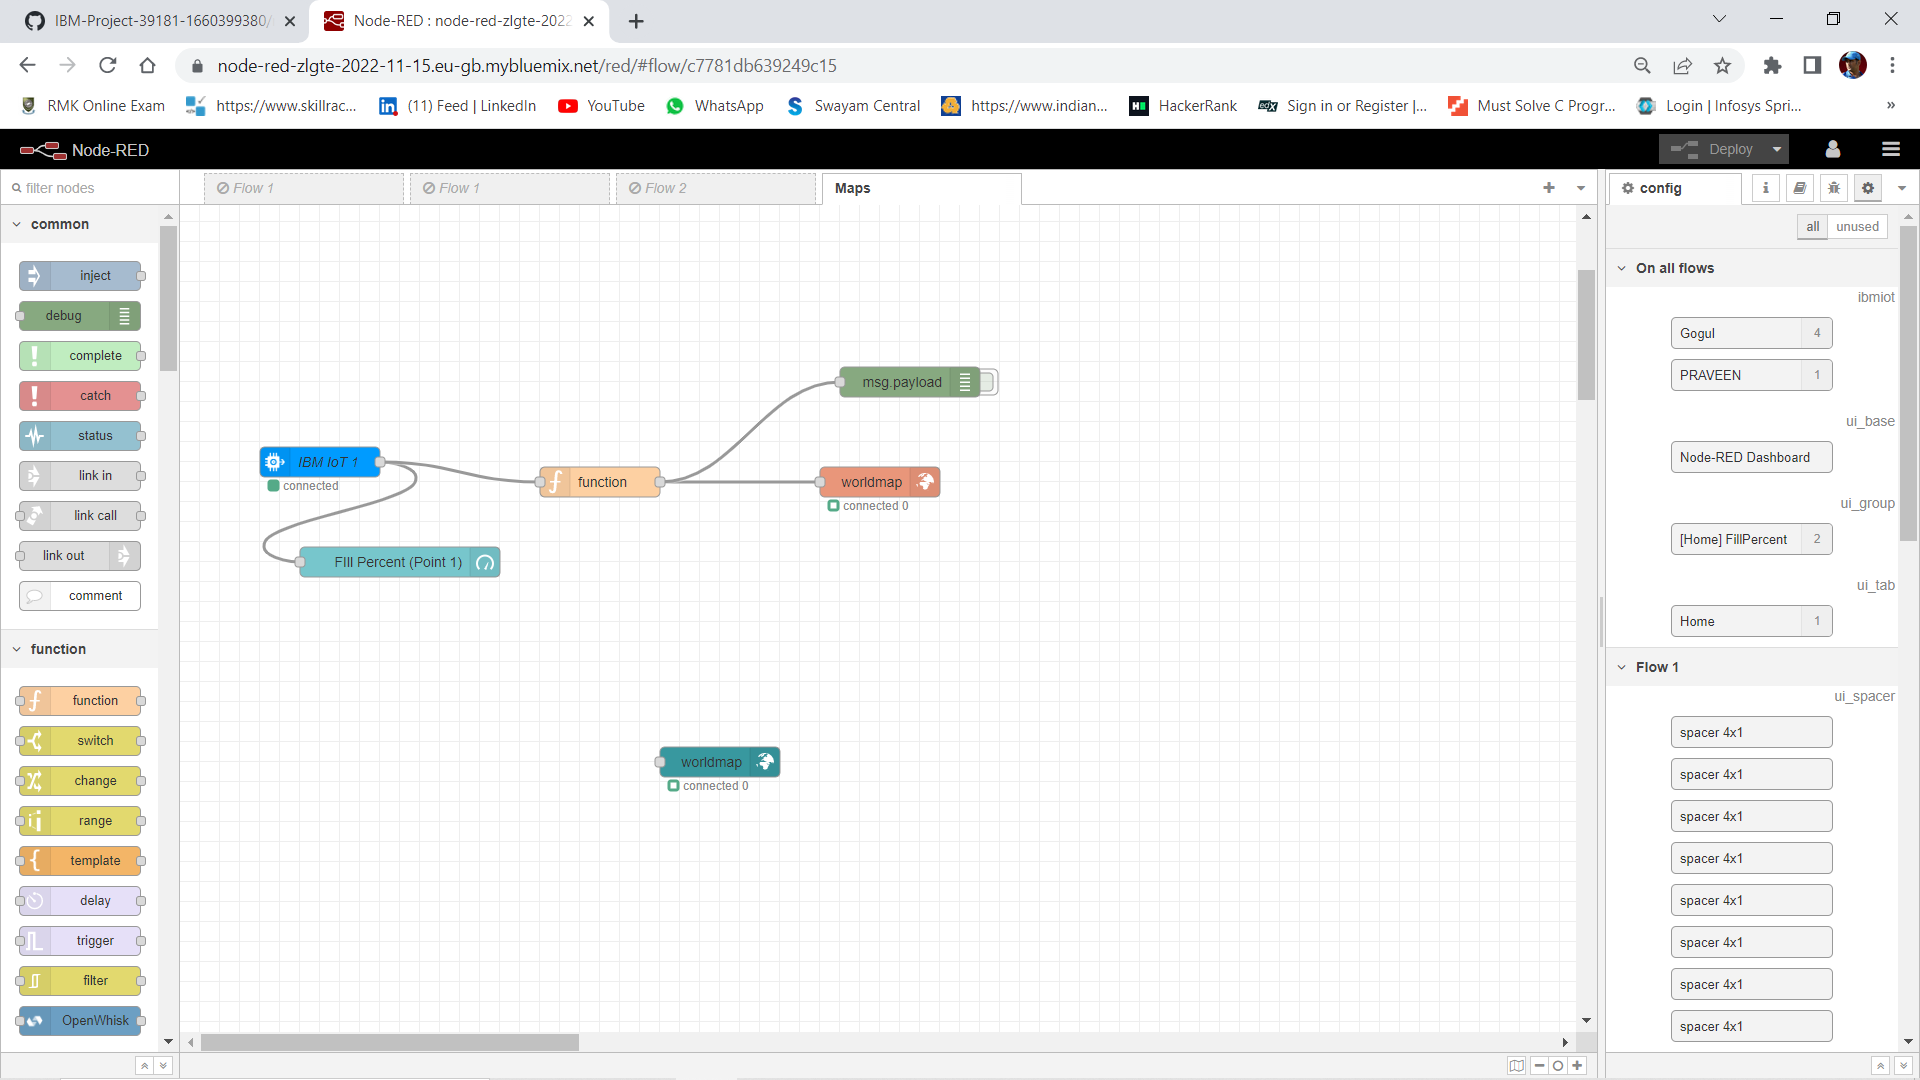 IBM-Project-39181-1660399380/
Node-RED : node-red-zlgte-2022
node-red-zlgte-2022-11-15.eu-gb.mybluemix.net/red/#flow/c7781db639249c15
RMK Online Exam
https://www.skillrac...
(11) Feed | LinkedIn
YouTube
WhatsApp
Swayam Central
https://www.indian...
HackerRank
Sign in or Register |...
Must Solve C Progr...
Login | Infosys Spri...
»
Node-RED
Deploy
filter nodes
Flow 1
Flow 1
Flow 2
Maps
config
all
unused
common
inject
debug
complete
catch
status
link in
link call
link out
comment
function
function
switch
change
range
template
delay
trigger
filter
OpenWhisk
IBM IoT 1
connected
FIll Percent (Point 1)
function
msg.payload
worldmap
connected 0
worldmap
connected 0
On all flows
ibmiot
Gogul 4
PRAVEEN 1
ui_base
Node-RED Dashboard
ui_group
[Home] FillPercent 2
ui_tab
Home 1
Flow 1
ui_spacer
spacer 4x1
spacer 4x1
spacer 4x1
spacer 4x1
spacer 4x1
spacer 4x1
spacer 4x1
spacer 4x1